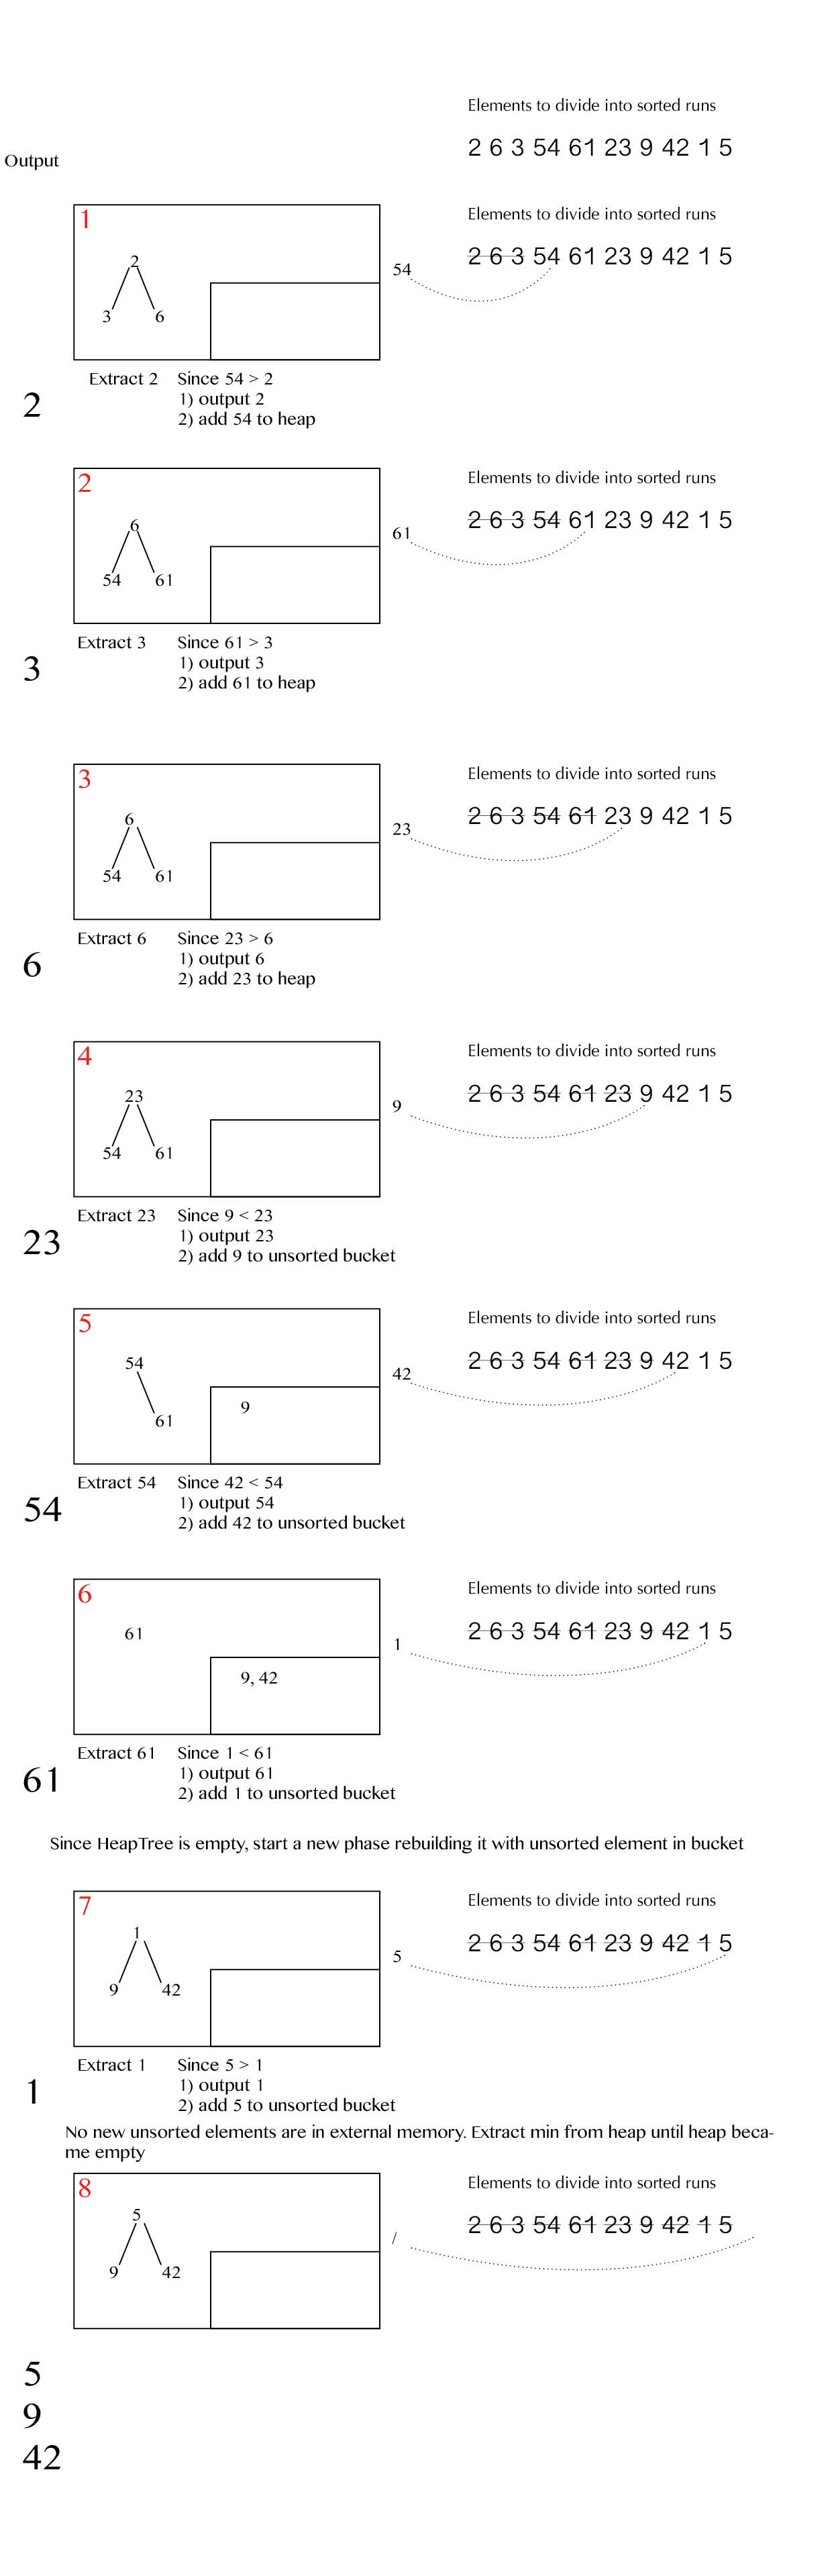 Elements to divide into sorted runs
2 6 3 54 61 23 9 42 1 5
Output
1
2
3 6
54
Elements to divide into sorted runs
2 6 3 54 61 23 9 42 1 5
Extract 2 Since 54 > 2
1) output 2
2) add 54 to heap
2
2
6
54 61
61
Elements to divide into sorted runs
2 6 3 54 61 23 9 42 1 5
Extract 3 Since 61 > 3
1) output 3
2) add 61 to heap
3
3
6
54 61
23
Elements to divide into sorted runs
2 6 3 54 61 23 9 42 1 5
Extract 6 Since 23 > 6
1) output 6
2) add 23 to heap
6
4
23
54 61
9
Elements to divide into sorted runs
2 6 3 54 61 23 9 42 1 5
Extract 23 Since 9 < 23
1) output 23
2) add 9 to unsorted bucket
23
5
54
61
9
42
Elements to divide into sorted runs
2 6 3 54 61 23 9 42 1 5
Extract 54 Since 42 < 54
1) output 54
2) add 42 to unsorted bucket
54
6
61
9, 42
1
Elements to divide into sorted runs
2 6 3 54 61 23 9 42 1 5
Extract 61 Since 1 < 61
1) output 61
2) add 1 to unsorted bucket
61
Since HeapTree is empty, start a new phase rebuilding it with unsorted element in bucket
7
1
9 42
5
Elements to divide into sorted runs
2 6 3 54 61 23 9 42 1 5
Extract 1 Since 5 > 1
1) output 1
2) add 5 to unsorted bucket
1
No new unsorted elements are in external memory. Extract min from heap until heap beca-
me empty
8
5
9 42
/
Elements to divide into sorted runs
2 6 3 54 61 23 9 42 1 5
5
9
42